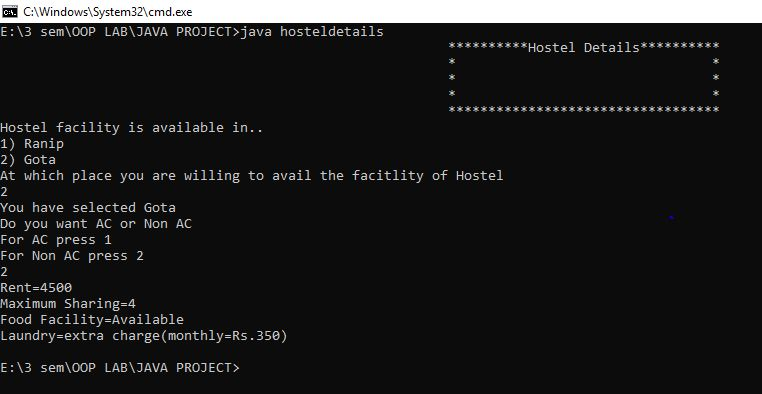 C:\Windows\System32\cmd.exe
E:\3 sem\OOP LAB\JAVA PROJECT>java hosteldetails
**********Hostel Details**********
*                                *
*                                *
*                                *
**********************************
Hostel facility is available in..
1) Ranip
2) Gota
At which place you are willing to avail the facitlity of Hostel
2
You have selected Gota
Do you want AC or Non AC
For AC press 1
For Non AC press 2
2
Rent=4500
Maximum Sharing=4
Food Facility=Available
Laundry=extra charge(monthly=Rs.350)
E:\3 sem\OOP LAB\JAVA PROJECT>